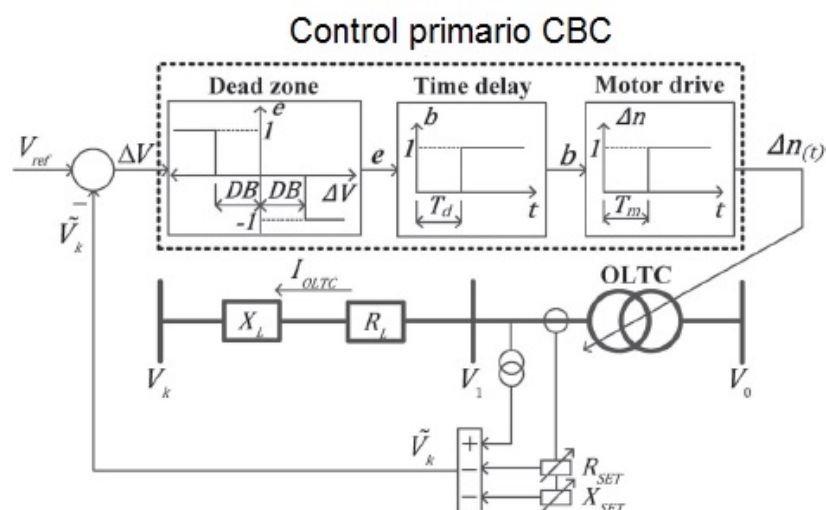 Control primario CBC
Dead zone
Time delay
Motor drive
V_ref
ΔV
e
1
DB
DB
ΔV
-1
e
b
1
T_d
t
b
Δn
1
T_m
t
Δn_(t)
−
Ṽ_k
I_OLTC
OLTC
X_L
R_L
V_k
V_1
V_0
Ṽ_k
+
−
−
R_SET
X_SET